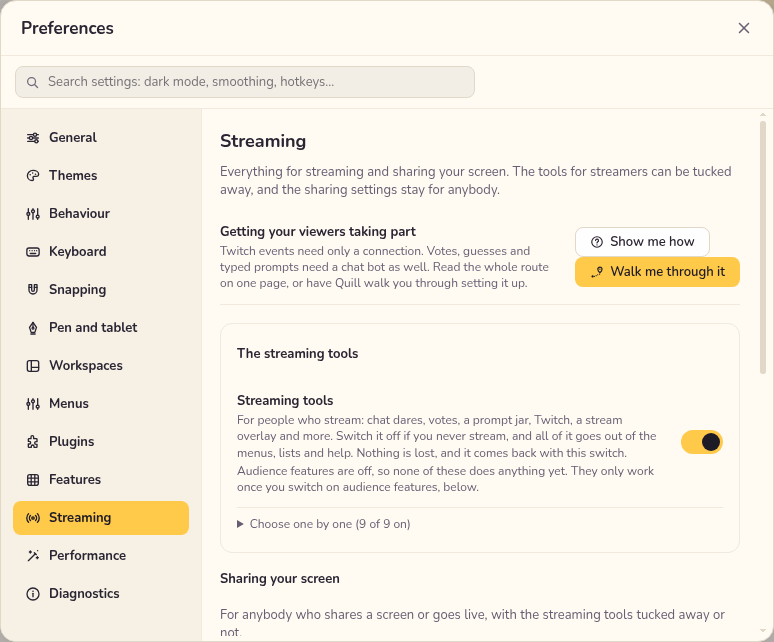 Preferences
Search settings: dark mode, smoothing, hotkeys...
General
Themes
Behaviour
Keyboard
Snapping
Pen and tablet
Workspaces
Menus
Plugins
Features
Streaming
Performance
Diagnostics
Streaming
Everything for streaming and sharing your screen. The tools for streamers can be tucked
away, and the sharing settings stay for anybody.
Getting your viewers taking part
Twitch events need only a connection. Votes, guesses and
typed prompts need a chat bot as well. Read the whole route
on one page, or have Quill walk you through setting it up.
Show me how
Walk me through it
The streaming tools
Streaming tools
For people who stream: chat dares, votes, a prompt jar, Twitch, a stream
overlay and more. Switch it off if you never stream, and all of it goes out of the
menus, lists and help. Nothing is lost, and it comes back with this switch.
Audience features are off, so none of these does anything yet. They only work
once you switch on audience features, below.
Choose one by one (9 of 9 on)
Sharing your screen
For anybody who shares a screen or goes live, with the streaming tools tucked away or
not.